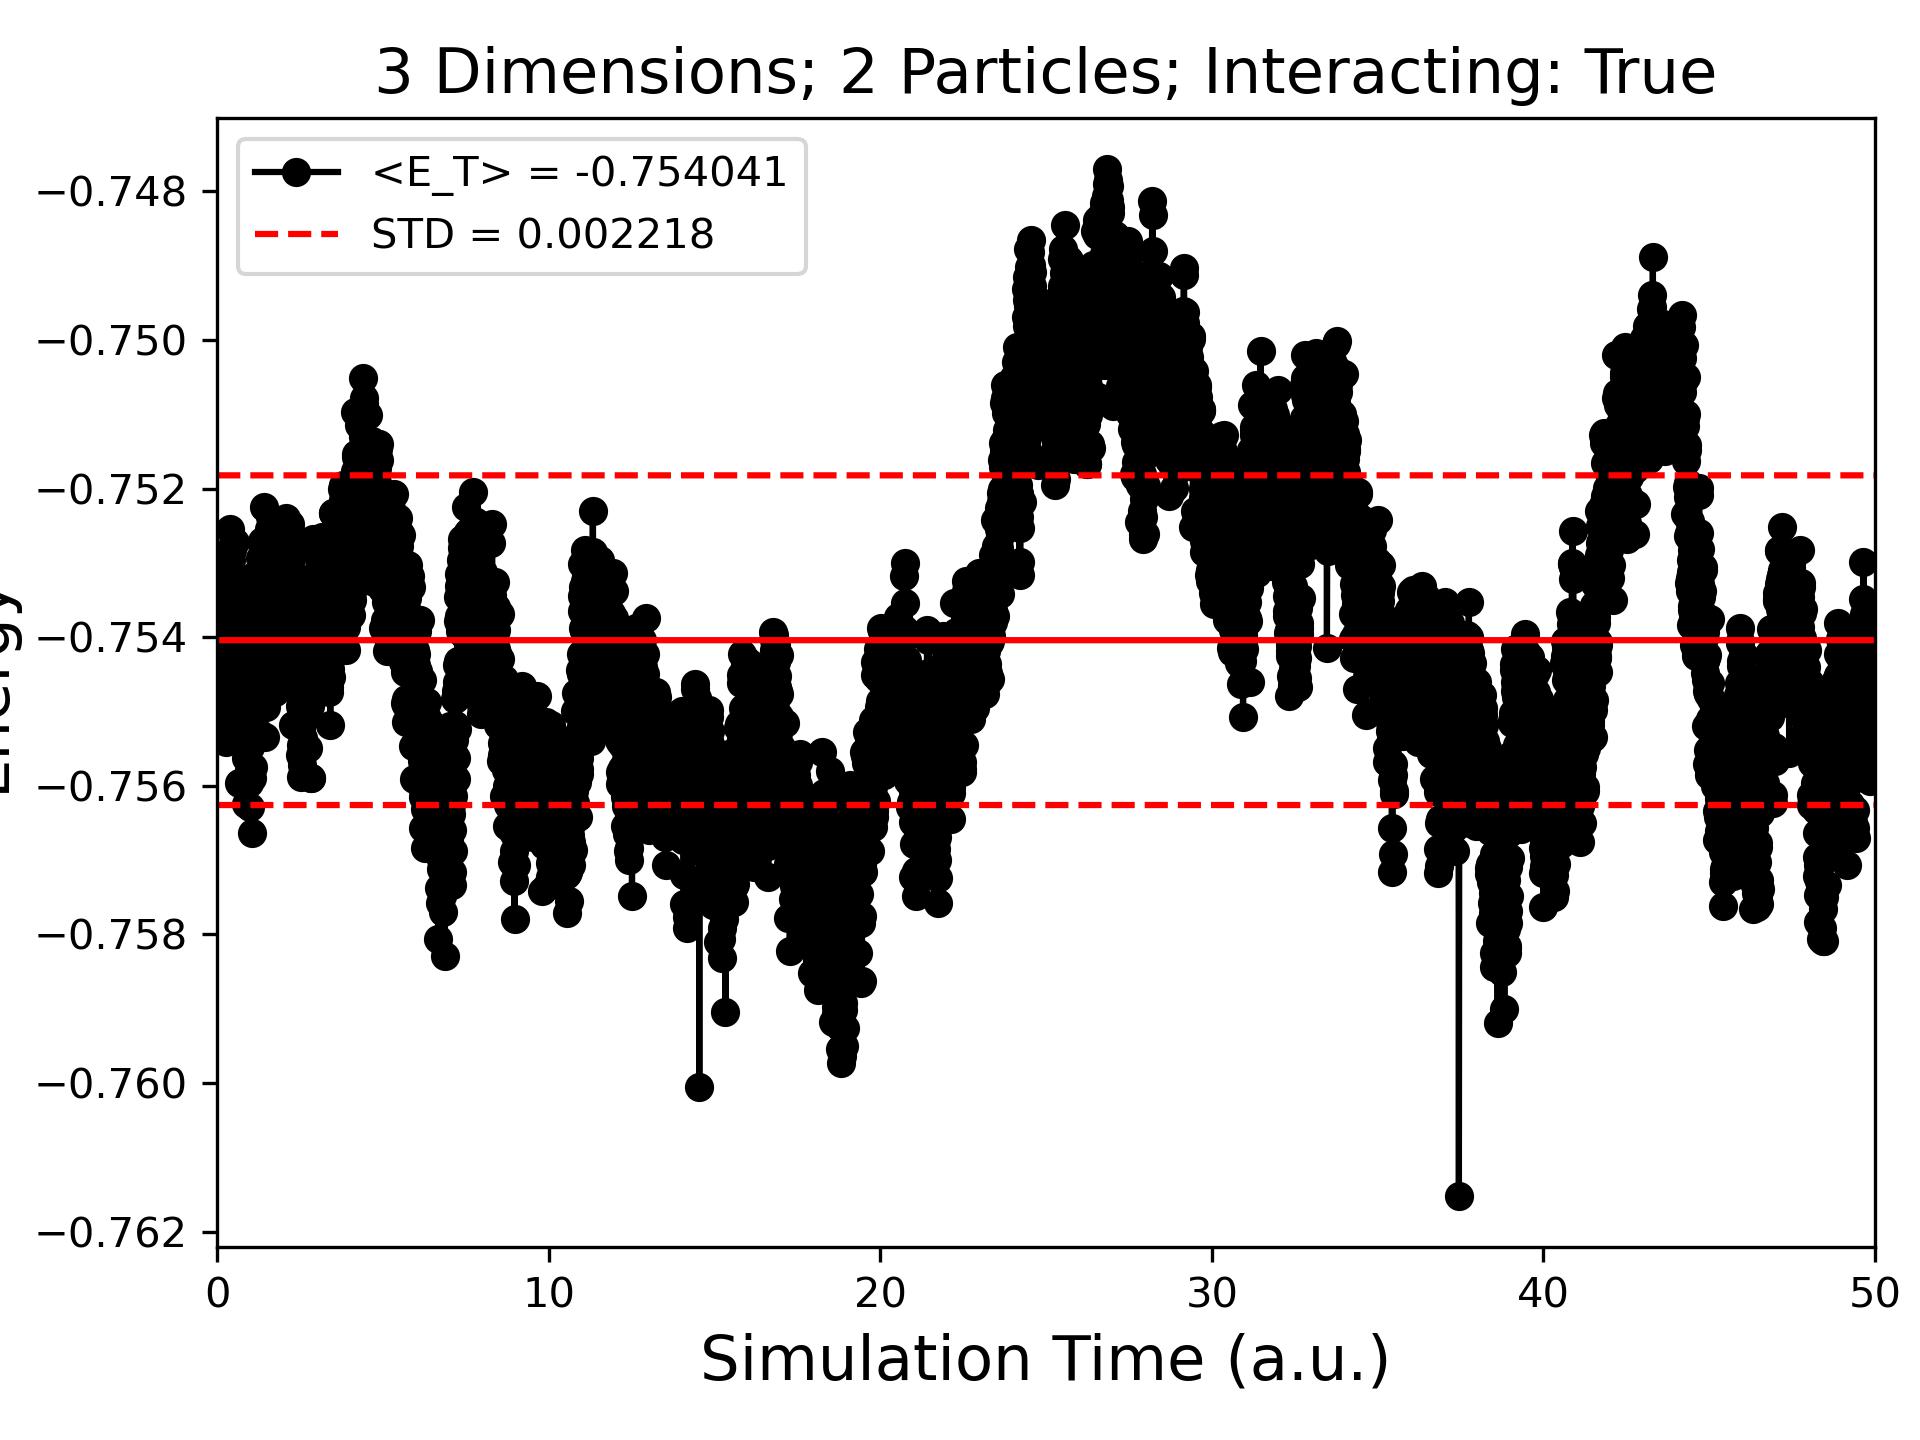 3 Dimensions; 2 Particles; Interacting: True
<E_T> = -0.754041
STD = 0.002218
−0.748
−0.750
−0.752
−0.754
−0.756
−0.758
−0.760
−0.762
Energy
0 10 20 30 40 50
Simulation Time (a.u.)